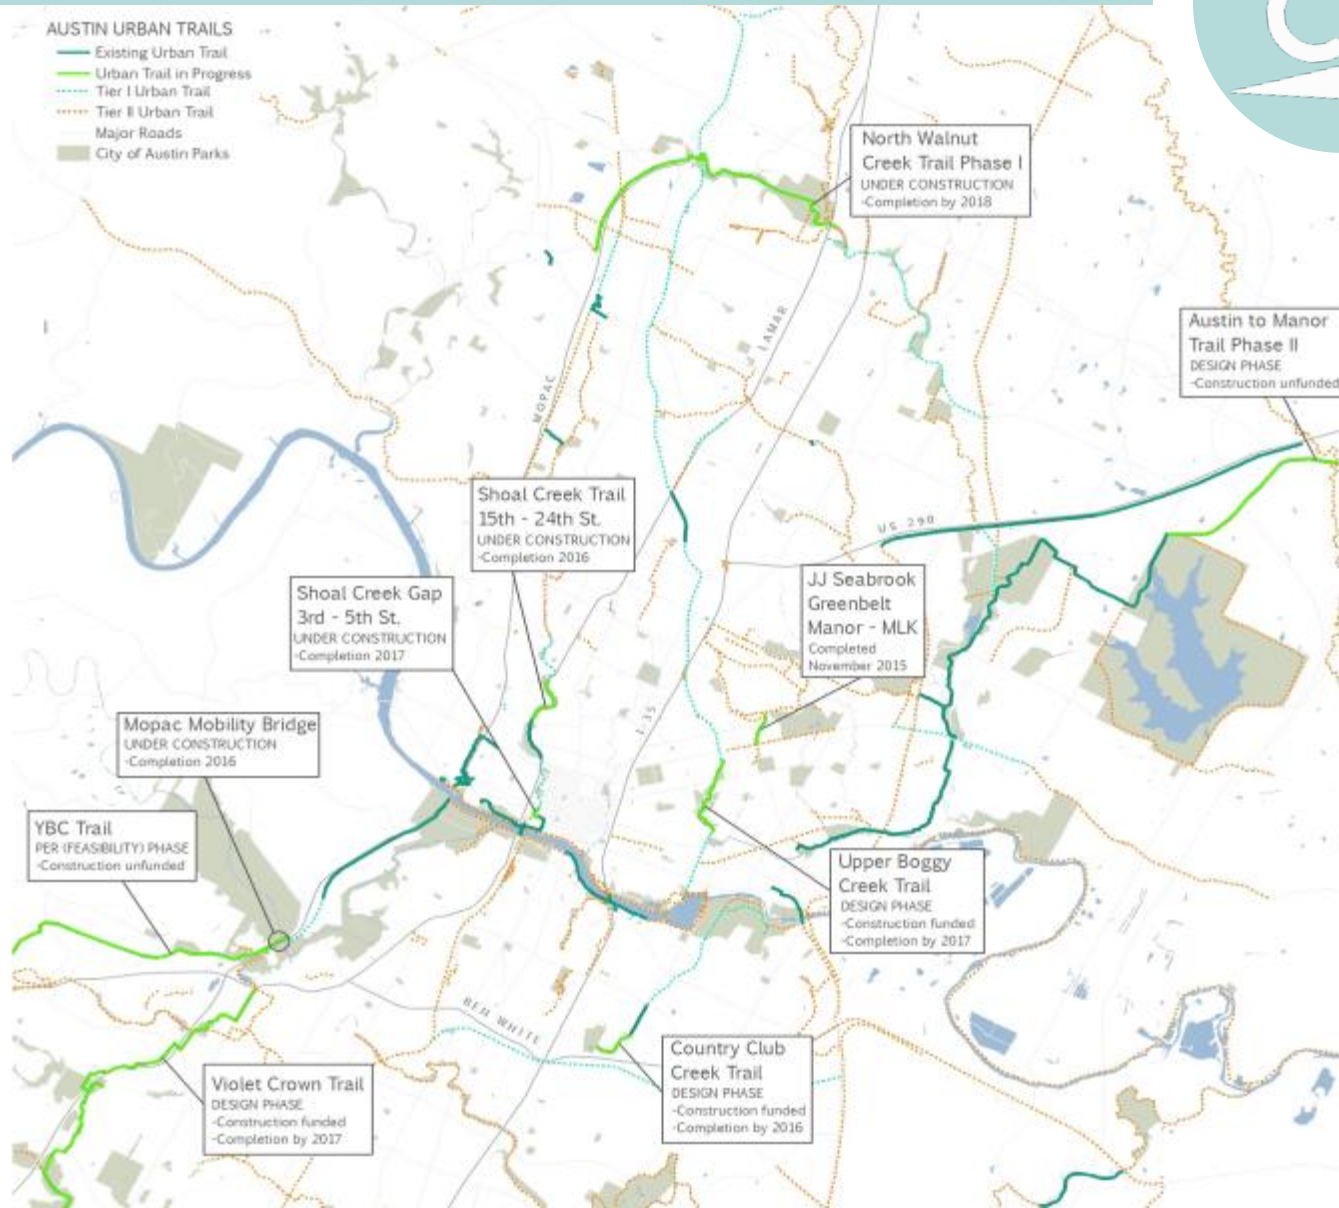 AUSTIN URBAN TRAILS
Existing Urban Trail
Urban Trail in Progress
Tier I Urban Trail
Tier II Urban Trail
Major Roads
City of Austin Parks
North Walnut
Creek Trail Phase I
UNDER CONSTRUCTION
-Completion by 2018
Austin to Manor
Trail Phase II
DESIGN PHASE
-Construction unfunded
LAMAR
MOPAC
Shoal Creek Trail
15th - 24th St.
UNDER CONSTRUCTION
-Completion 2016
US 290
JJ Seabrook
Greenbelt
Manor - MLK
Completed
November 2015
Shoal Creek Gap
3rd - 5th St.
UNDER CONSTRUCTION
-Completion 2017
I-35
Mopac Mobility Bridge
UNDER CONSTRUCTION
-Completion 2016
YBC Trail
PER (FEASIBILITY) PHASE
-Construction unfunded
Upper Boggy
Creek Trail
DESIGN PHASE
-Construction funded
-Completion by 2017
BEN WHITE
Country Club
Creek Trail
DESIGN PHASE
-Construction funded
-Completion by 2016
Violet Crown Trail
DESIGN PHASE
-Construction funded
-Completion by 2017